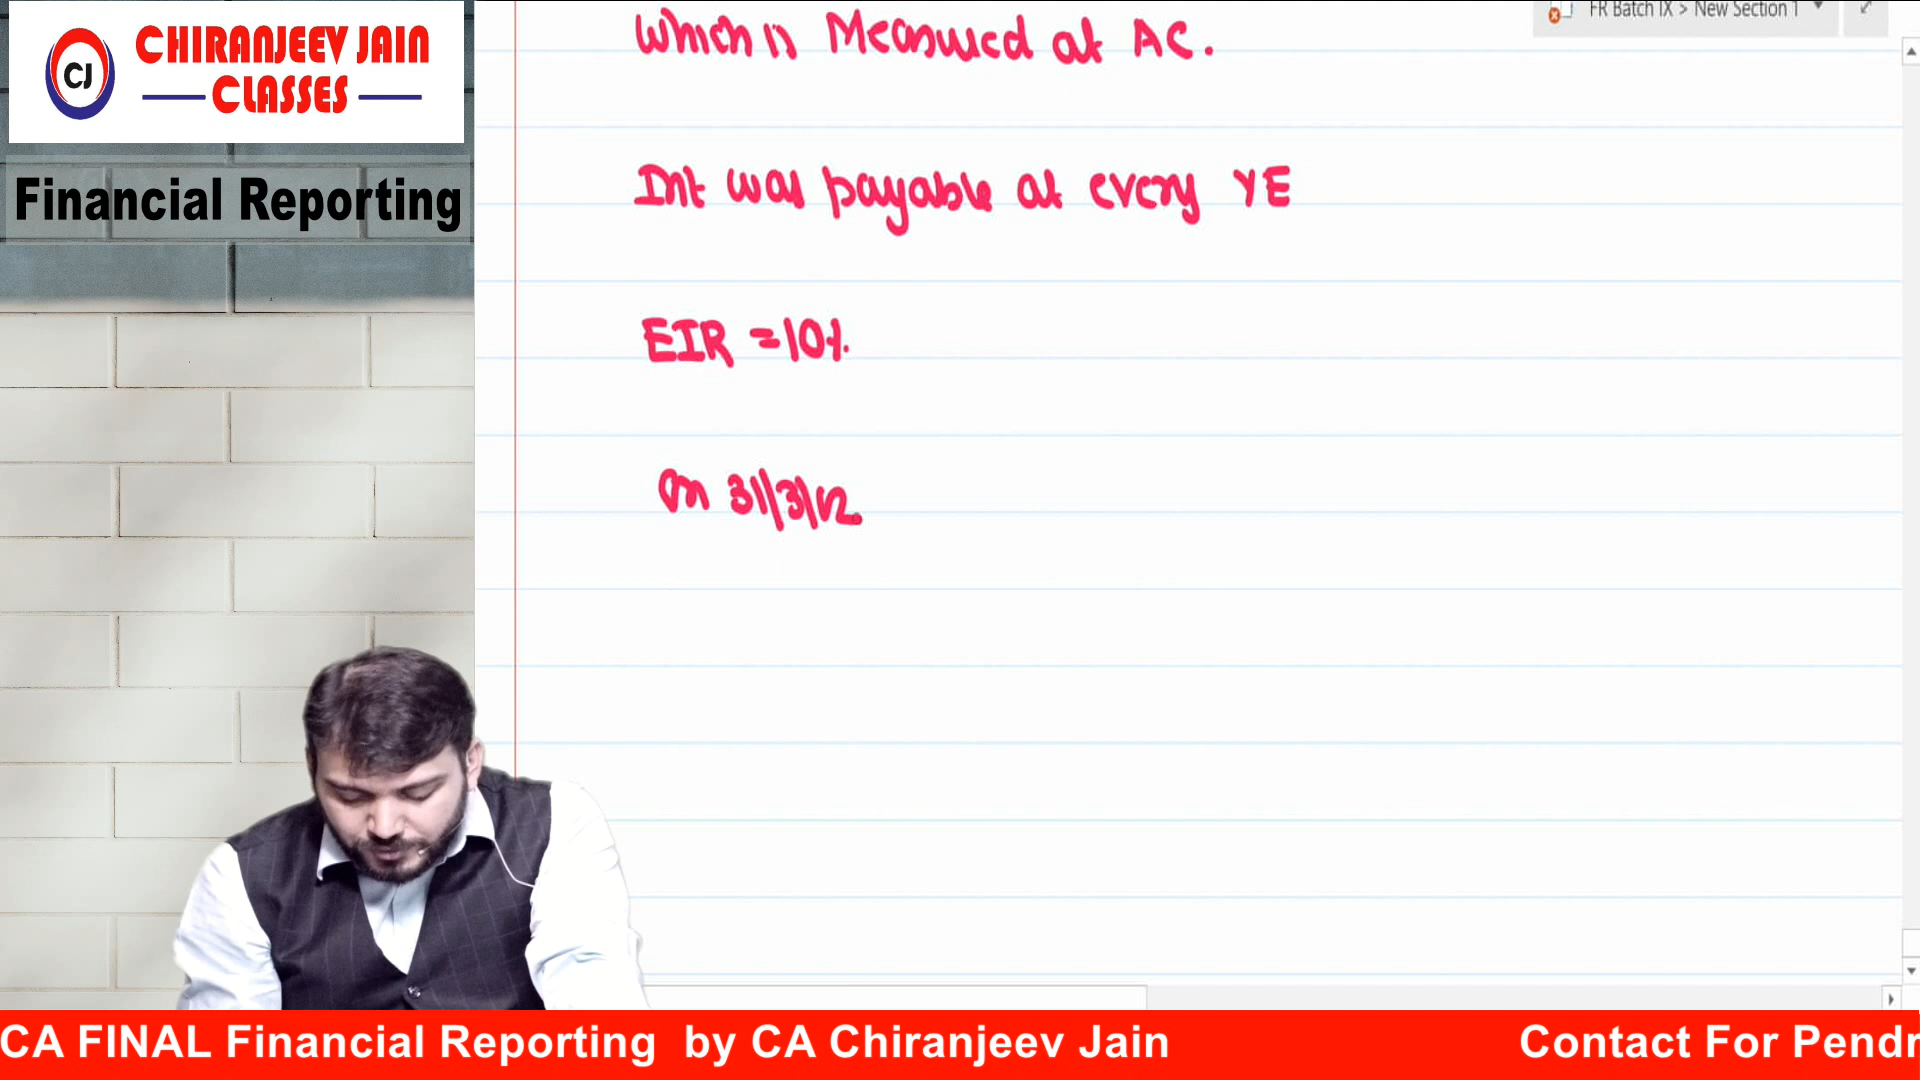 CHIRANJEEV JAIN
CJ
CLASSES
Financial Reporting
FR Batch IX > New Section 1
which is Measured at AC.
Int was payable at every YE
EIR = 10%.
On 31/3/12
CA FINAL Financial Reporting by CA Chiranjeev Jain
Contact For Pendr